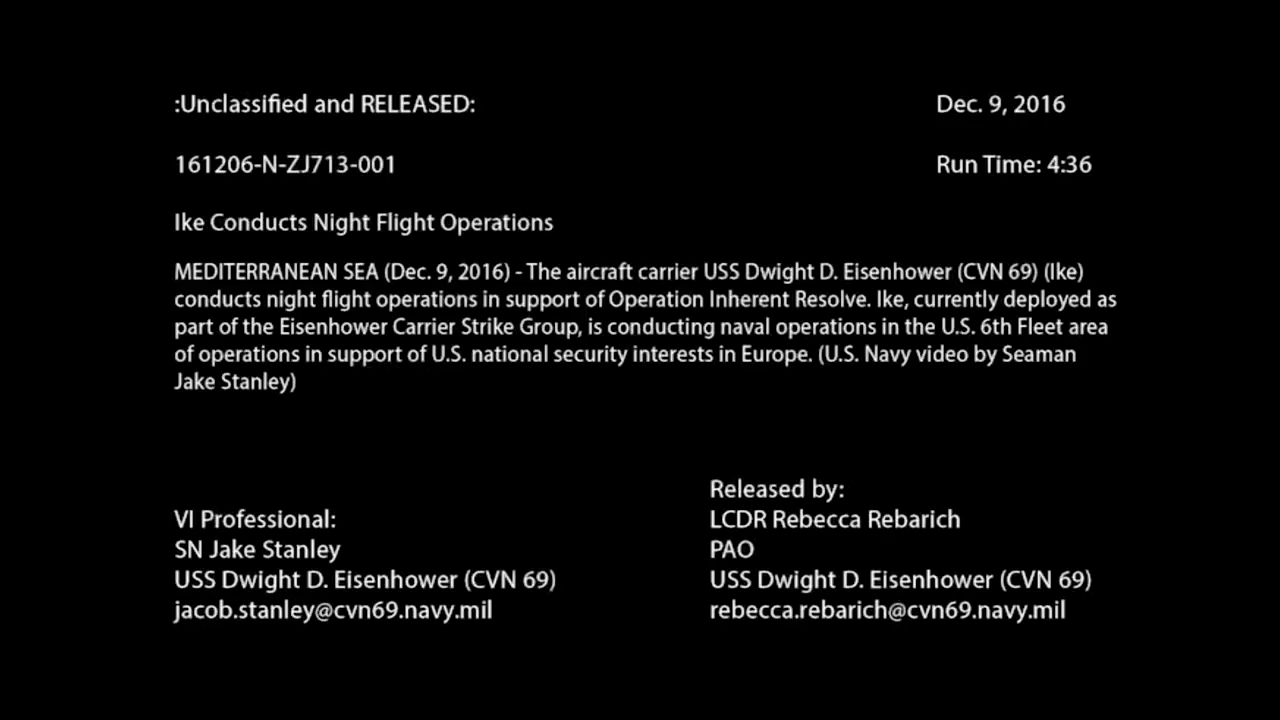 :Unclassified and RELEASED:
Dec. 9, 2016
161206-N-ZJ713-001
Run Time: 4:36
Ike Conducts Night Flight Operations
MEDITERRANEAN SEA (Dec. 9, 2016) - The aircraft carrier USS Dwight D. Eisenhower (CVN 69) (Ike)
conducts night flight operations in support of Operation Inherent Resolve. Ike, currently deployed as
part of the Eisenhower Carrier Strike Group, is conducting naval operations in the U.S. 6th Fleet area
of operations in support of U.S. national security interests in Europe. (U.S. Navy video by Seaman
Jake Stanley)
VI Professional:
SN Jake Stanley
USS Dwight D. Eisenhower (CVN 69)
jacob.stanley@cvn69.navy.mil
Released by:
LCDR Rebecca Rebarich
PAO
USS Dwight D. Eisenhower (CVN 69)
rebecca.rebarich@cvn69.navy.mil